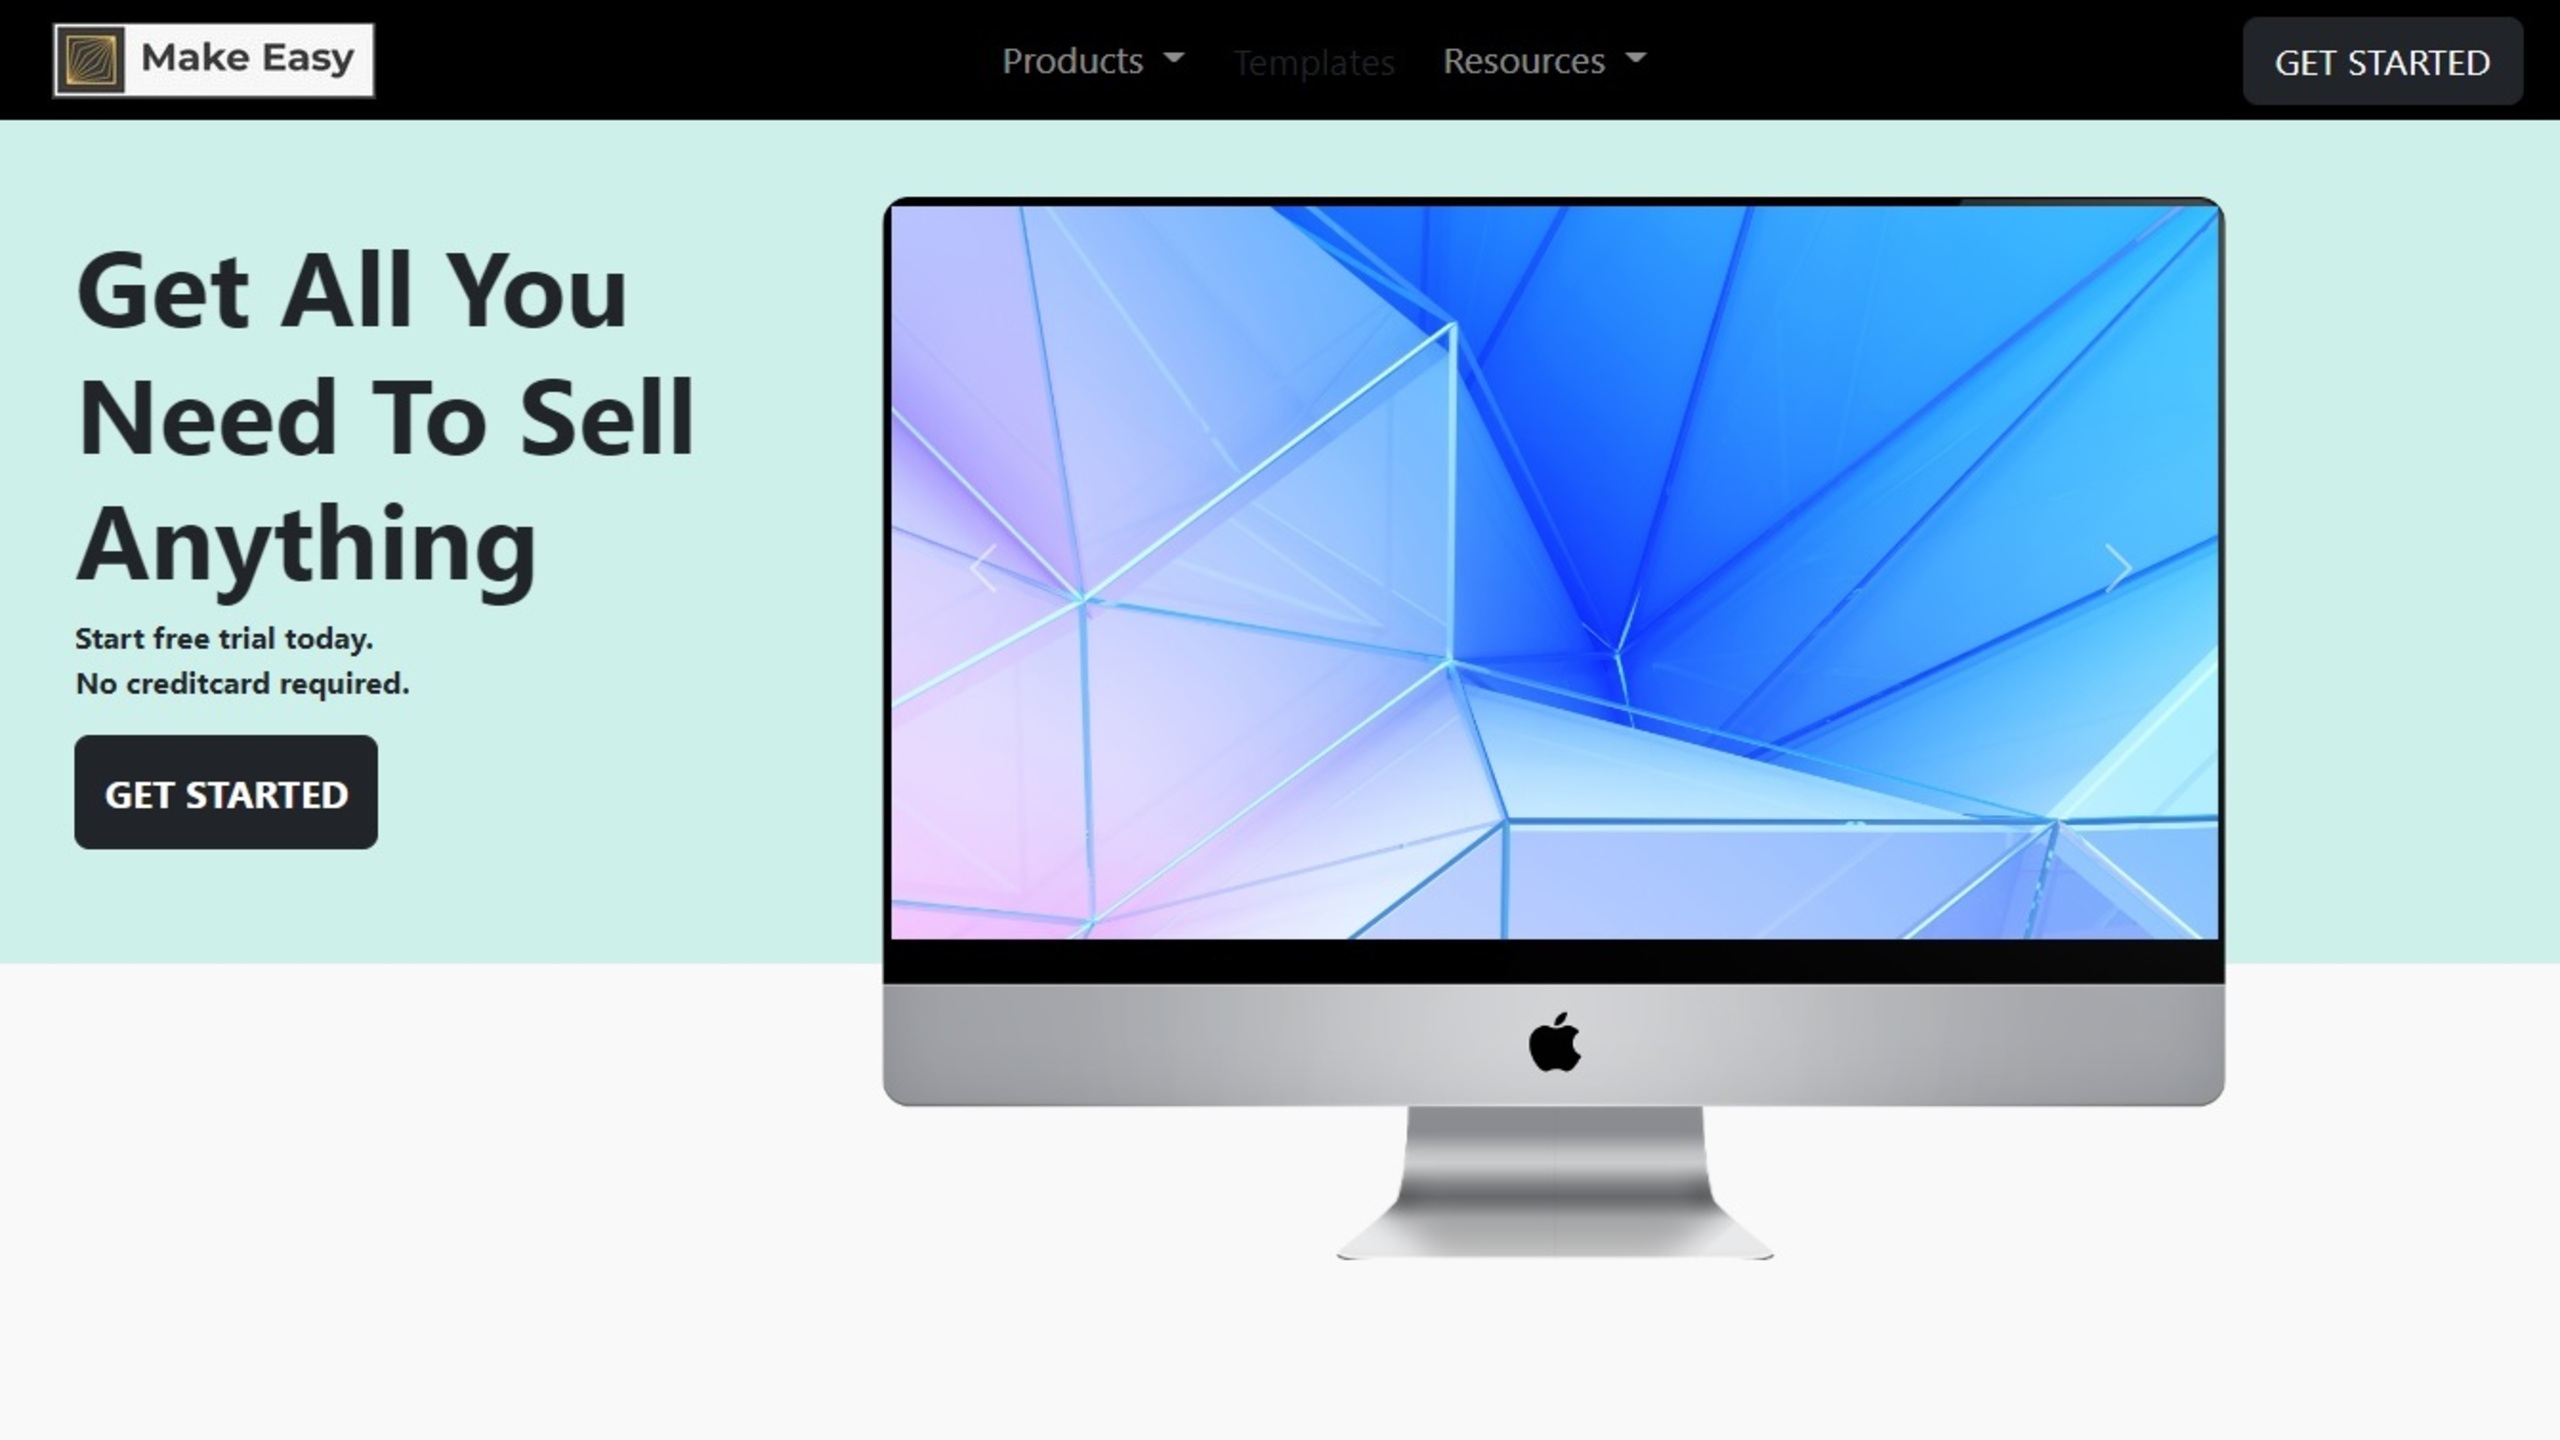 Make Easy
Products
Templates
Resources
GET STARTED
Get All You
Need To Sell
Anything
Start free trial today.
No creditcard required.
GET STARTED